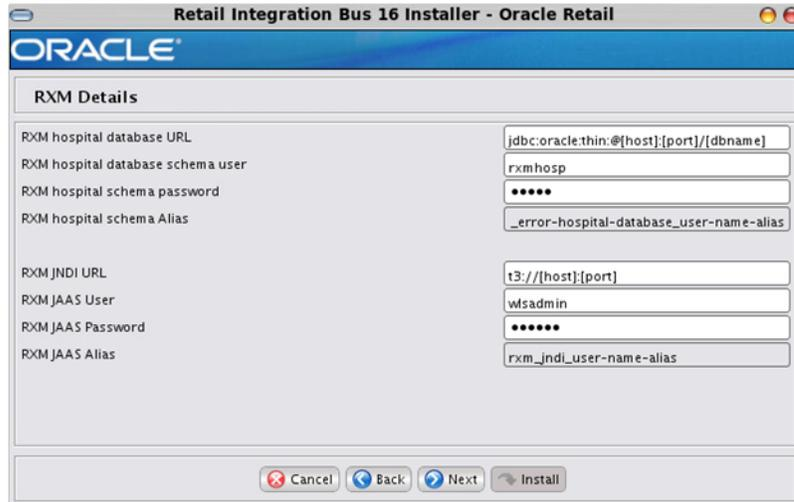 Retail Integration Bus 16 Installer - Oracle Retail
ORACLE
RXM Details
RXM hospital database URL jdbc:oracle:thin:@[host]:[port]/[dbname]
RXM hospital database schema user rxmhosp
RXM hospital schema password •••••
RXM hospital schema Alias _error-hospital-database_user-name-alias
RXM JNDI URL t3://[host]:[port]
RXM JAAS User wlsadmin
RXM JAAS Password ••••••
RXM JAAS Alias rxm_jndi_user-name-alias
Cancel Back Next Install